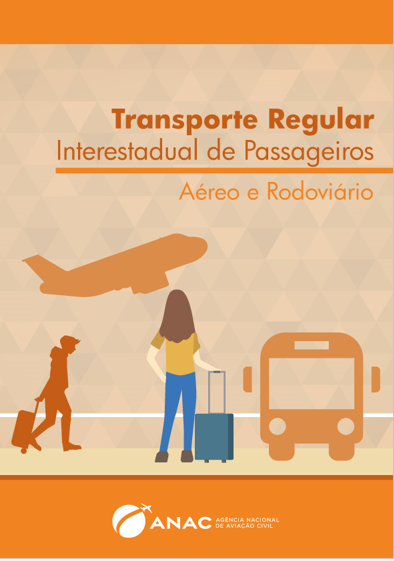 Transporte Regular
Interestadual de Passageiros
Aéreo e Rodoviário
ANAC
AGÊNCIA NACIONAL
DE AVIAÇÃO CIVIL